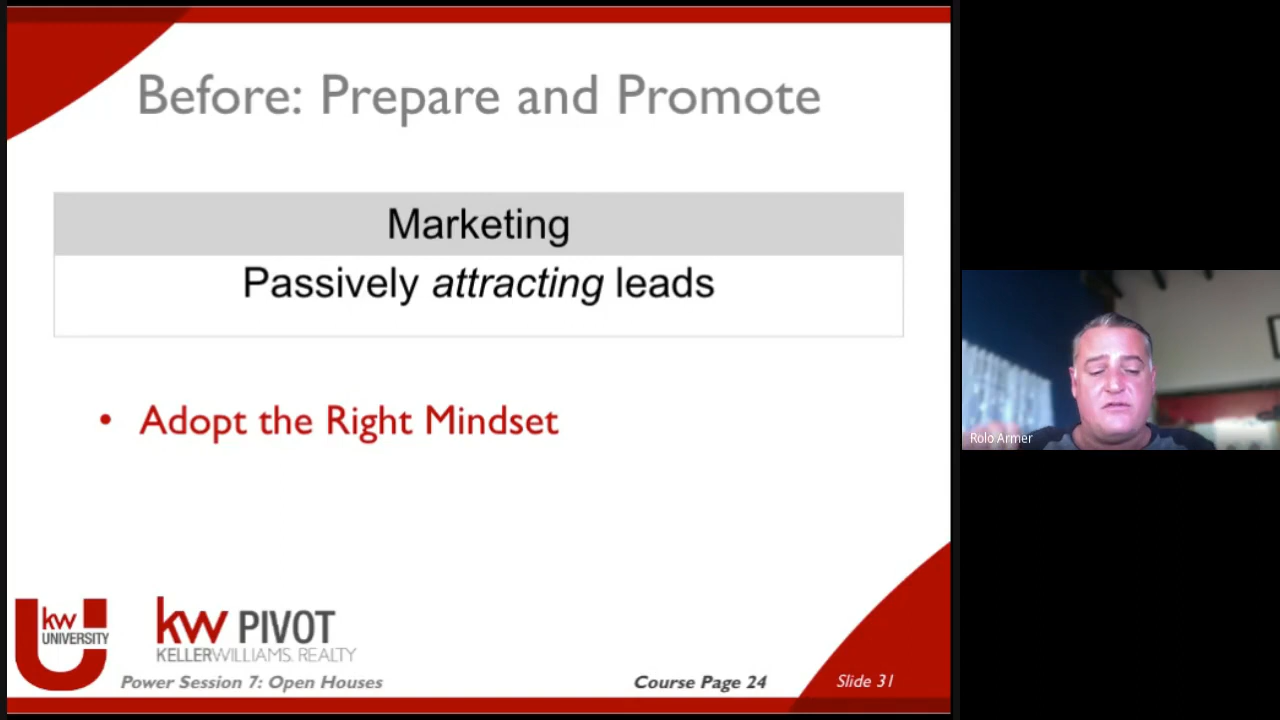 Before: Prepare and Promote
Marketing
Passively attracting leads
• Adopt the Right Mindset
kw
UNIVERSITY
kw PIVOT
KELLERWILLIAMS. REALTY
Power Session 7: Open Houses
Course Page 24
Slide 31
Rolo Armer